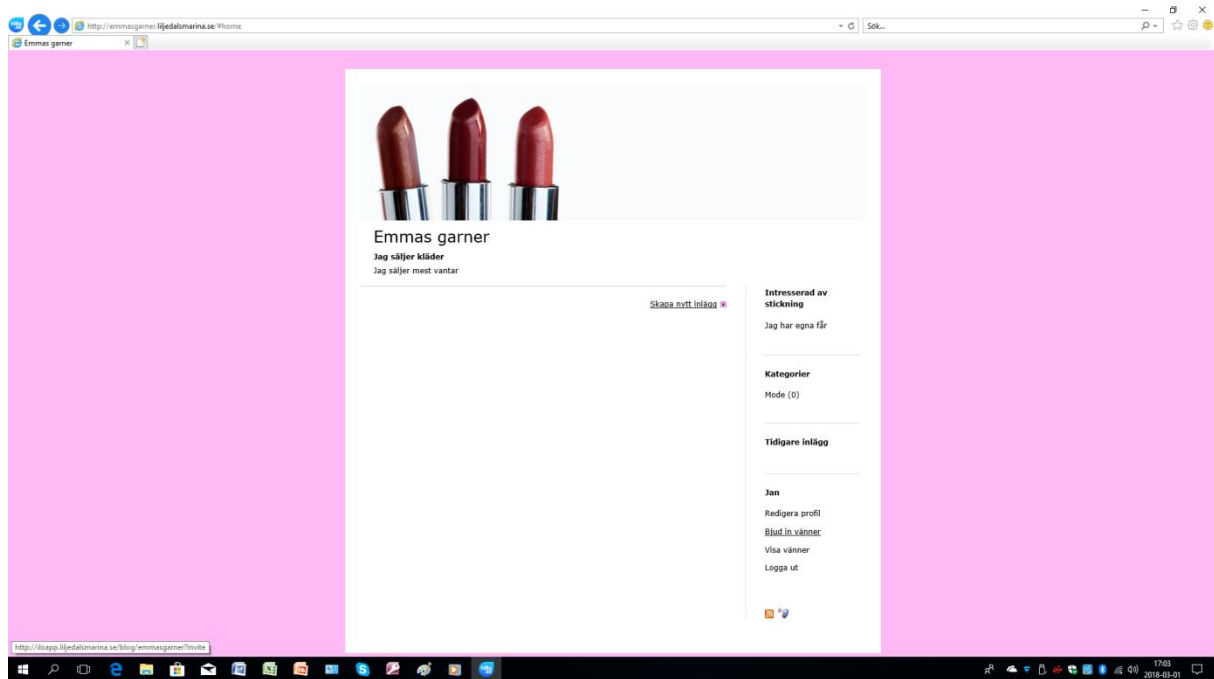 http://emmasgarner.liljedalsmarina.se/#home
Sök...
Emmas garner
Emmas garner
Jag säljer kläder
Jag säljer mest vantar
Skapa nytt inlägg
Intresserad av
stickning
Jag har egna får
Kategorier
Mode (0)
Tidigare inlägg
Jan
Redigera profil
Bjud in vänner
Visa vänner
Logga ut
http://iloapp.liljedalsmarina.se/blog/emmasgarner?invite
17:03
2018-03-01